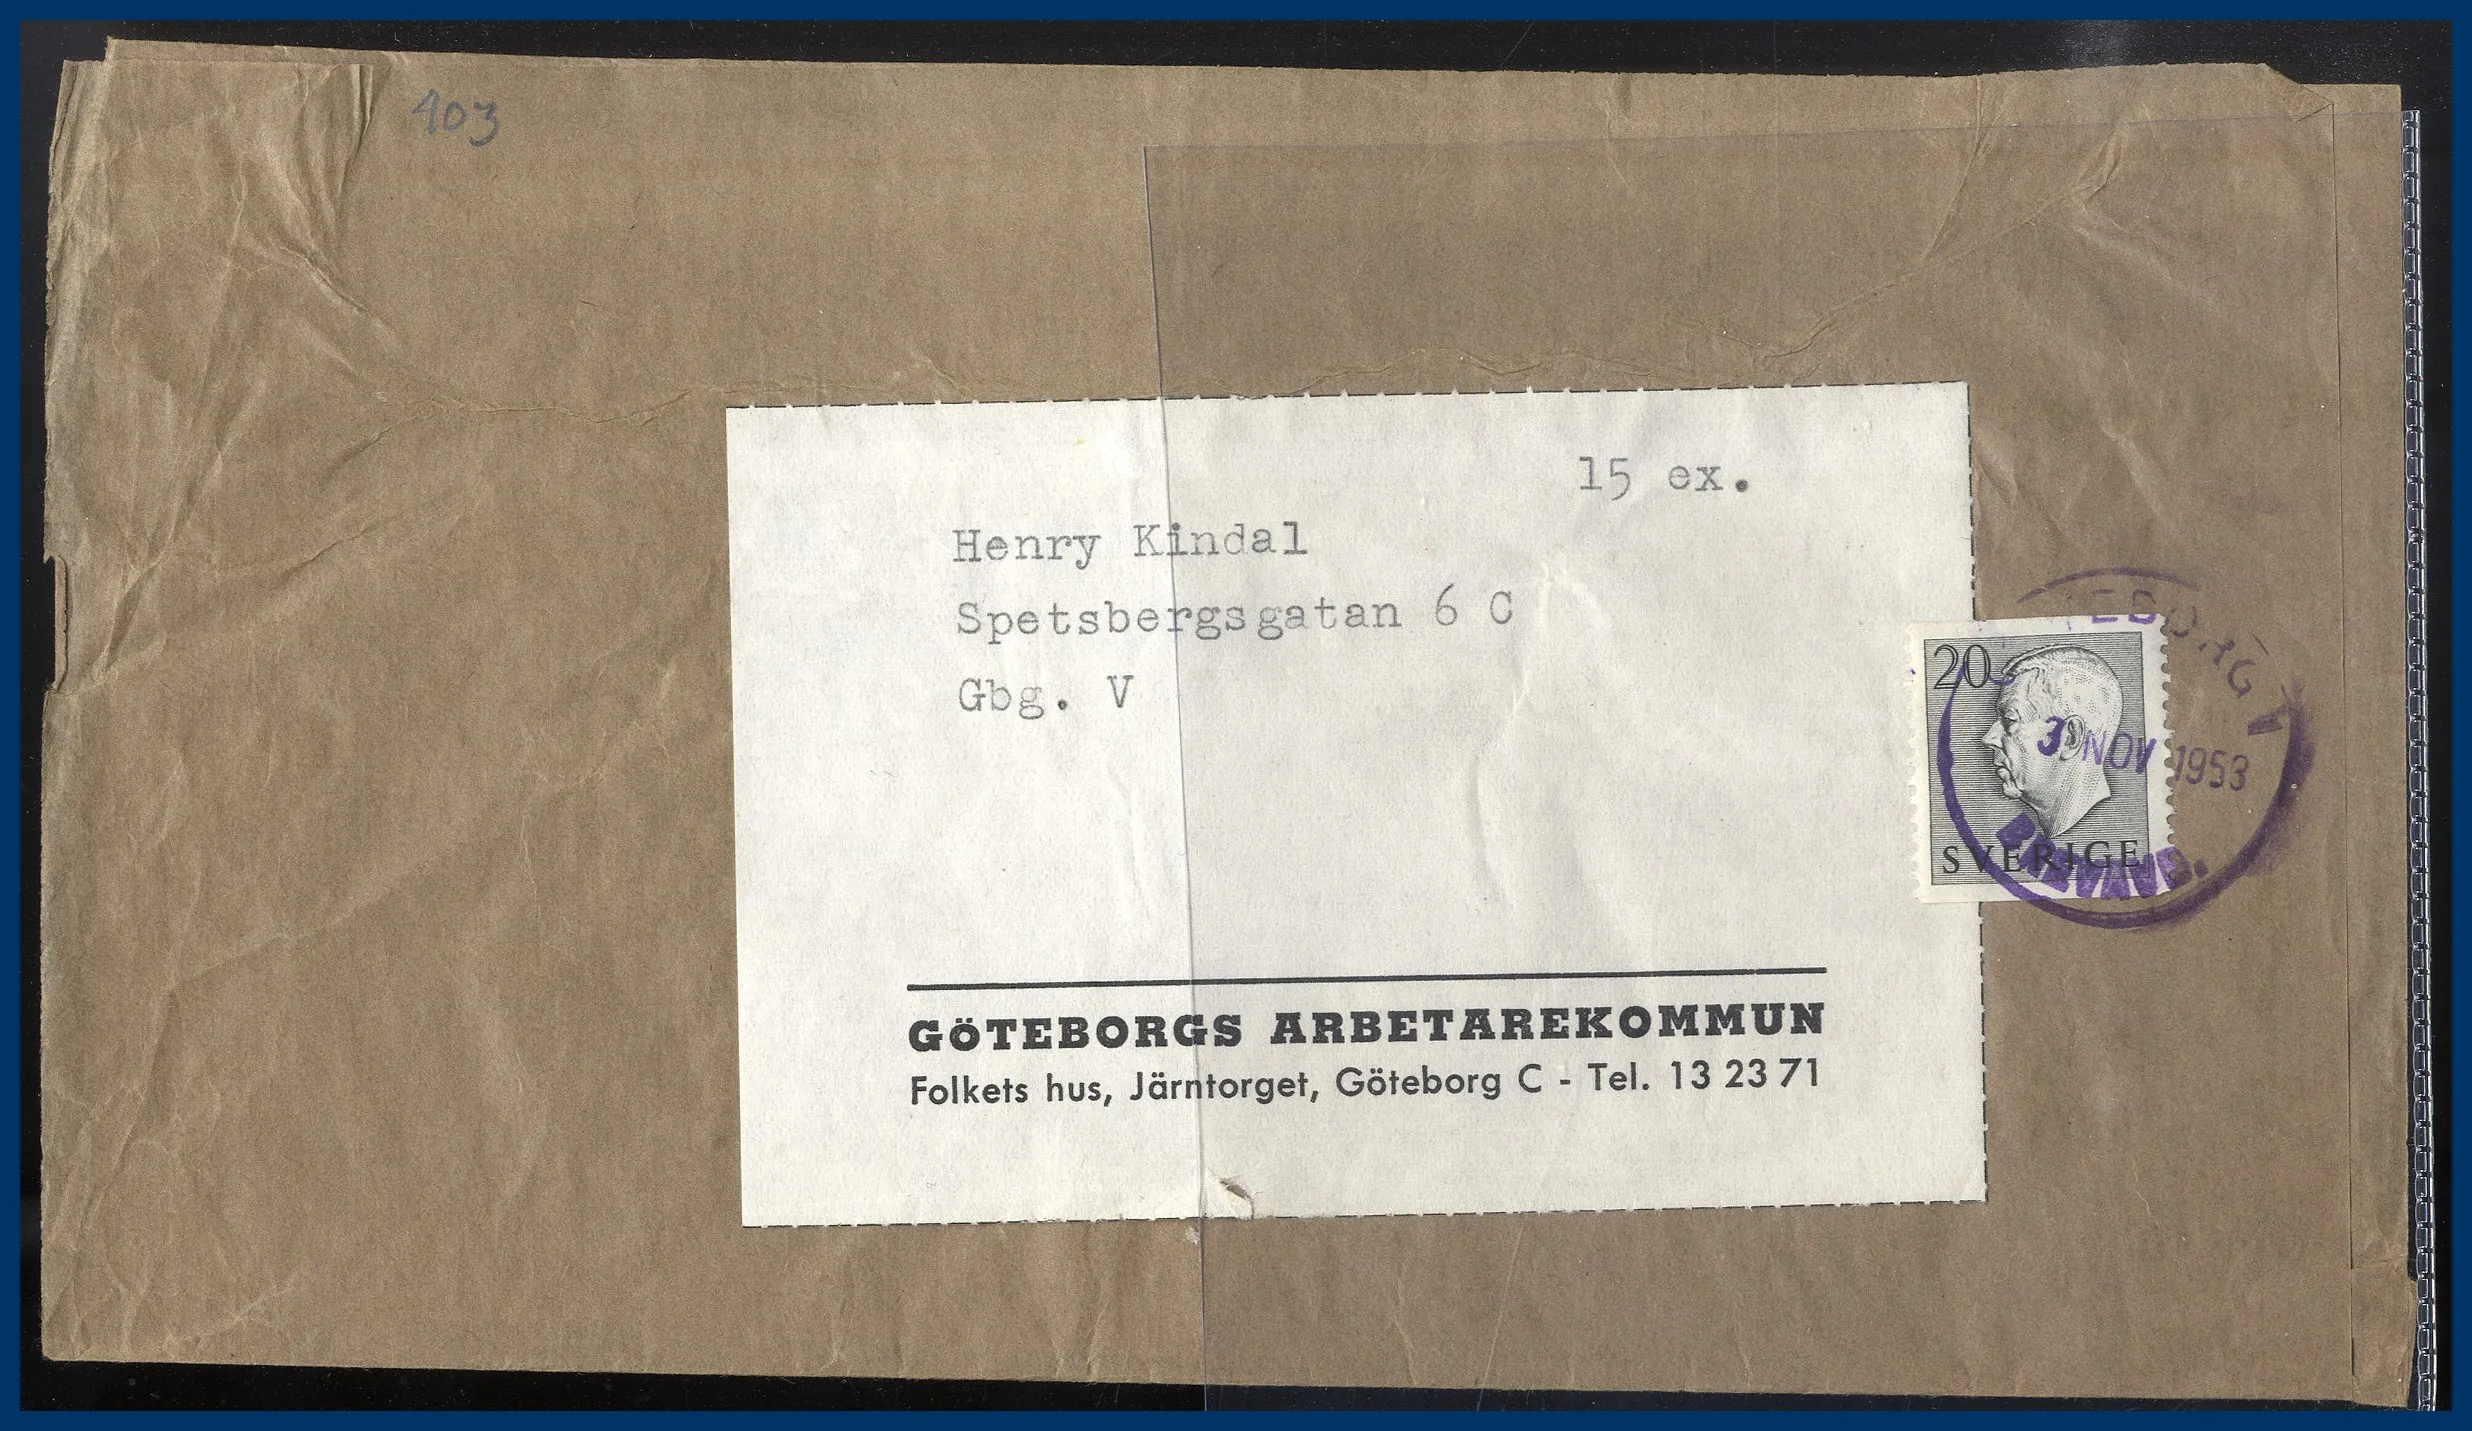 403
15 ex.
Henry Kindal
Spetsbergsgatan 6 C
Gbg. V
20
3 NOV 1953
SVERIGE
GÖTEBORGS ARBETAREKOMMUN
Folkets hus, Järntorget, Göteborg C - Tel. 13 23 71